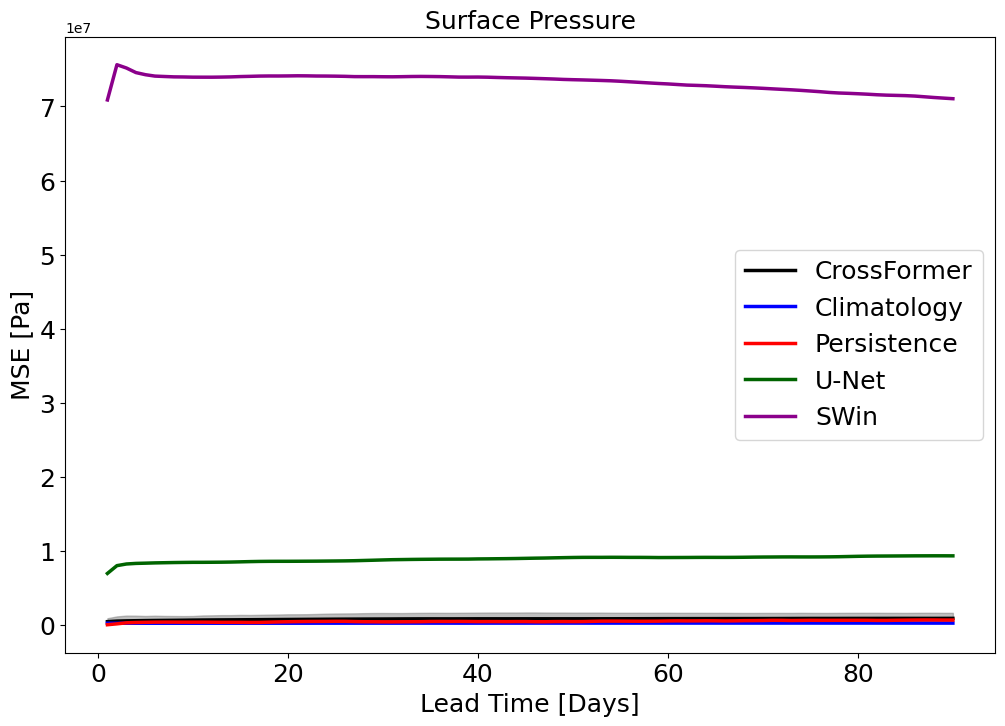 Surface Pressure
1e7
7
6
5
4
3
2
1
0
MSE [Pa]
CrossFormer
Climatology
Persistence
U-Net
SWin
0 20 40 60 80
Lead Time [Days]